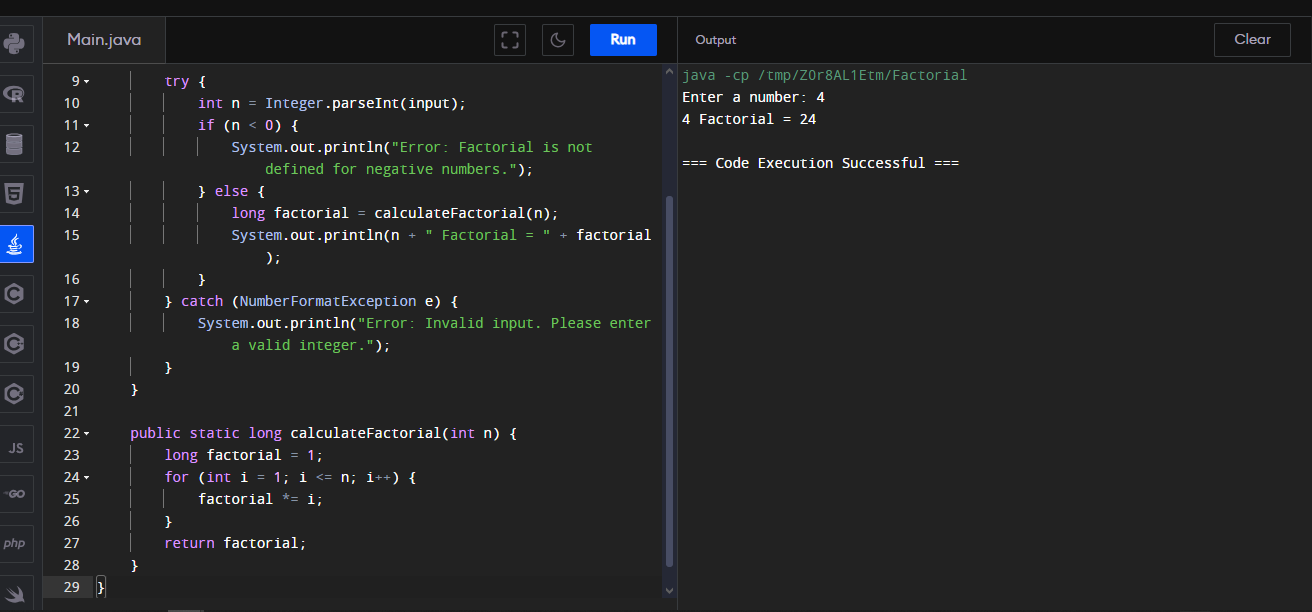 Main.java
Run
Output
Clear
9 try {
10 int n = Integer.parseInt(input);
11 if (n < 0) {
12 System.out.println("Error: Factorial is not
defined for negative numbers.");
13 } else {
14 long factorial = calculateFactorial(n);
15 System.out.println(n + " Factorial = " + factorial
);
16 }
17 } catch (NumberFormatException e) {
18 System.out.println("Error: Invalid input. Please enter
a valid integer.");
19 }
20 }
21
22 public static long calculateFactorial(int n) {
23 long factorial = 1;
24 for (int i = 1; i <= n; i++) {
25 factorial *= i;
26 }
27 return factorial;
28 }
29 }
java -cp /tmp/ZOr8AL1Etm/Factorial
Enter a number: 4
4 Factorial = 24
=== Code Execution Successful ===
R
5
C
C
C
JS
GO
php